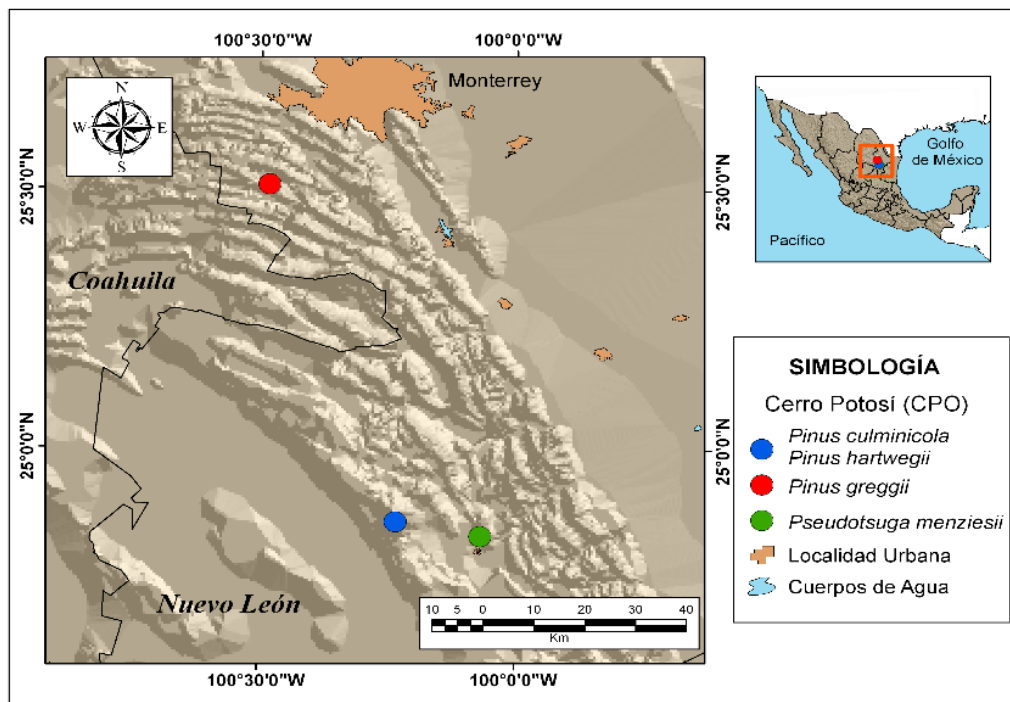 100°30'0"W
100°0'0"W
N
W
E
S
Monterrey
25°30'0"N
25°30'0"N
Coahuila
25°0'0"N
25°0'0"N
Nuevo León
10 5 0 10 20 30 40
Km
100°30'0"W
100°0'0"W
Golfo
de México
Pacífico
SIMBOLOGÍA
Cerro Potosí (CPO)
Pinus culminicola
Pinus hartwegii
Pinus greggii
Pseudotsuga menziesii
Localidad Urbana
Cuerpos de Agua